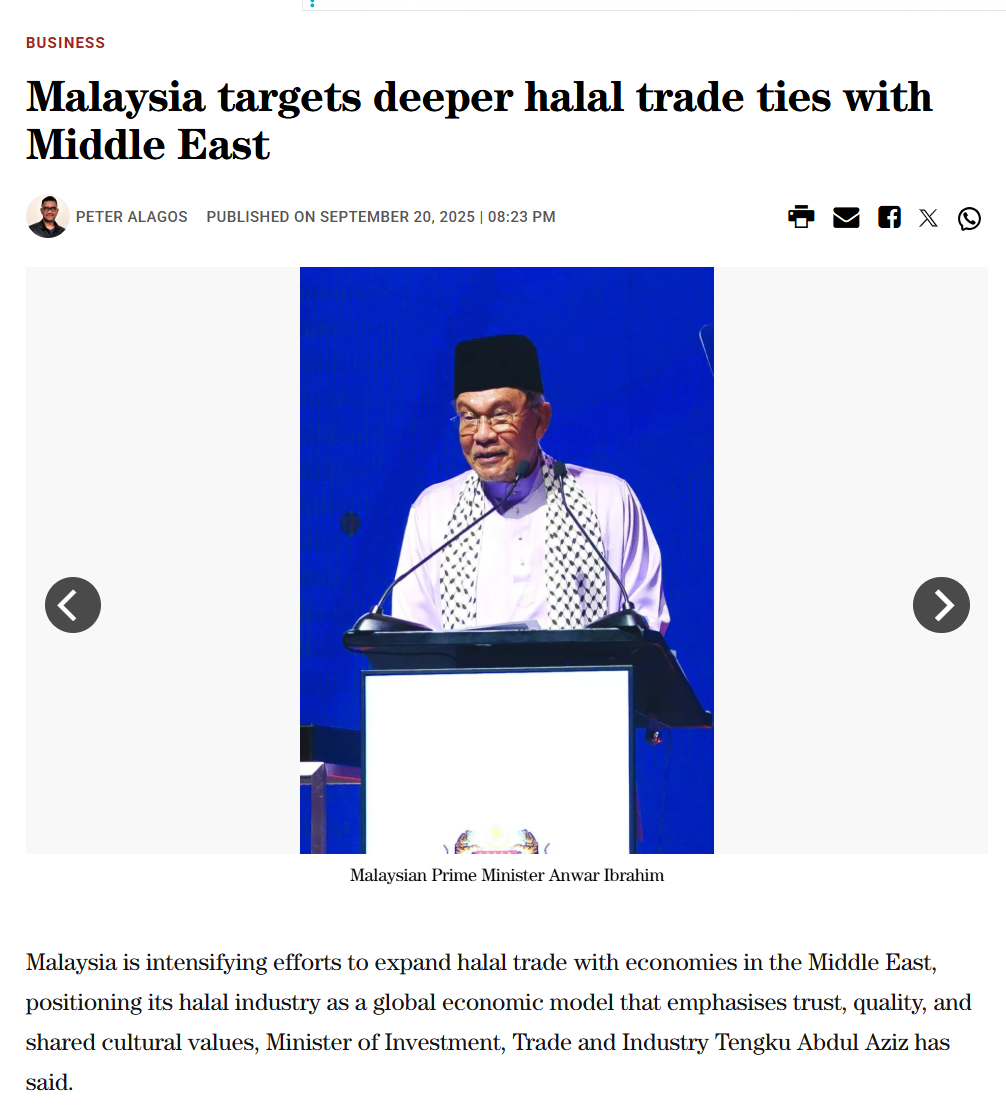 BUSINESS
Malaysia targets deeper halal trade ties with
Middle East
PETER ALAGOS PUBLISHED ON SEPTEMBER 20, 2025 | 08:23 PM
Malaysian Prime Minister Anwar Ibrahim
Malaysia is intensifying efforts to expand halal trade with economies in the Middle East,
positioning its halal industry as a global economic model that emphasises trust, quality, and
shared cultural values, Minister of Investment, Trade and Industry Tengku Abdul Aziz has
said.